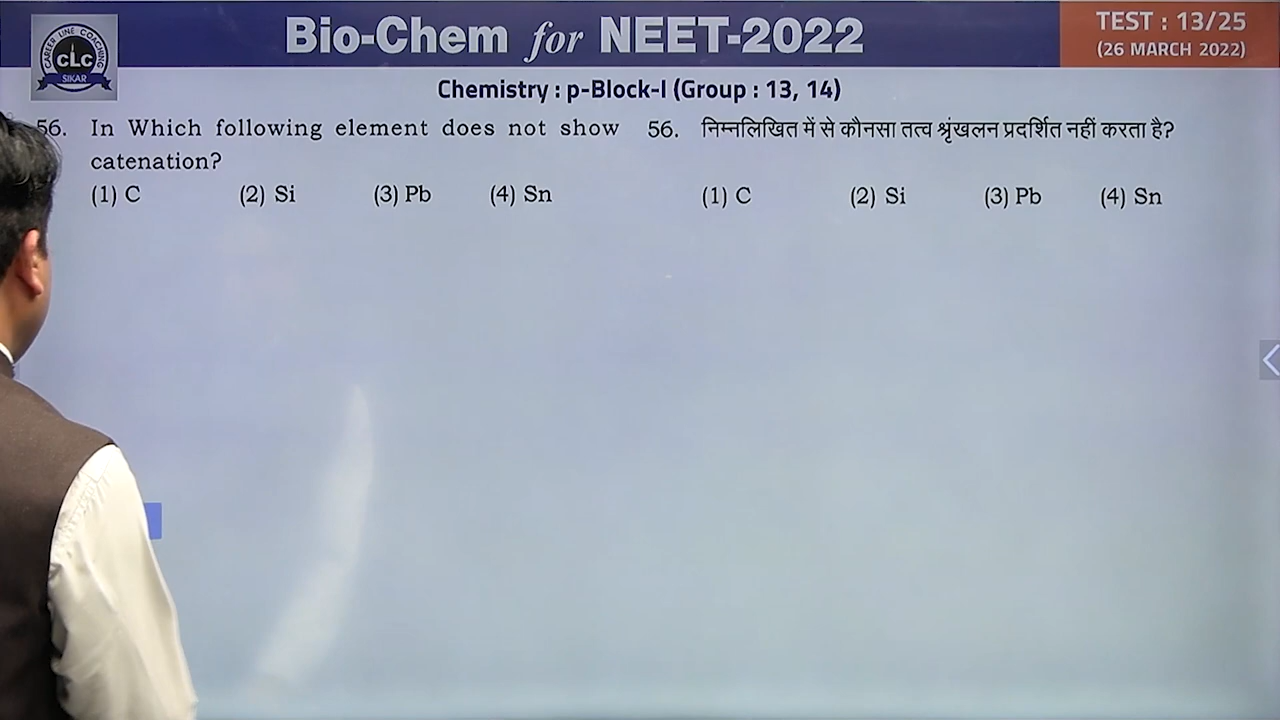 CAREER LINE COACHING
CLC
SIKAR
Bio-Chem for NEET-2022
TEST : 13/25
(26 MARCH 2022)
Chemistry : p-Block-I (Group : 13, 14)
56. In Which following element does not show
catenation?
(1) C (2) Si (3) Pb (4) Sn
56. निम्नलिखित में से कौनसा तत्व श्रृंखलन प्रदर्शित नहीं करता है?
(1) C (2) Si (3) Pb (4) Sn